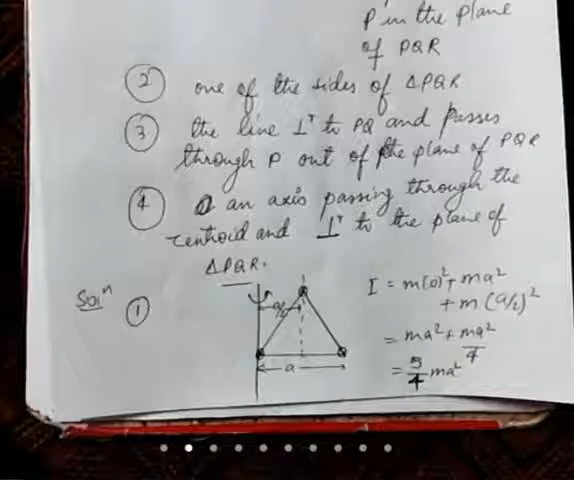 P in the plane
of PQR
② one of the sides of ΔPQR
③ the line ⊥ʳ to PQ and passes
through P out of the plane of PQR
④ an axis passing through the
centroid and ⊥ʳ to the plane of
ΔPQR.
Solⁿ ①
a/2
a
I = m(0)² + ma²
+ m (a/2)²
= ma² + ma²/4
= 5/4 ma²